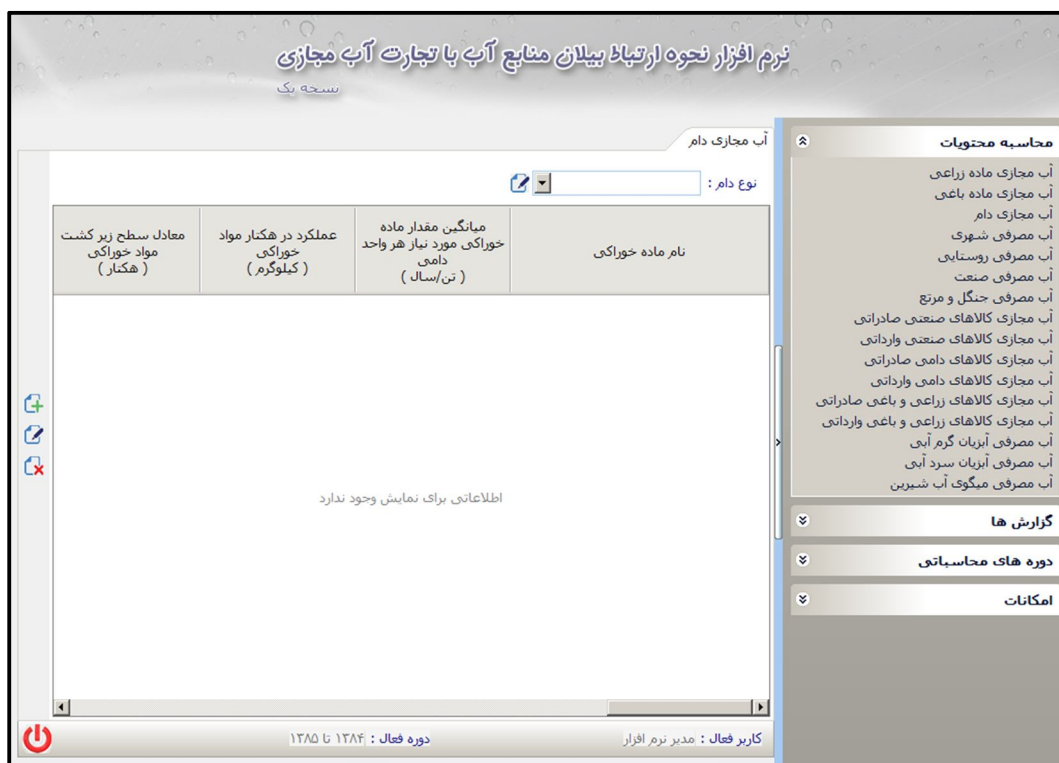 نرم افزار نحوه ارتباط بیلان منابع آب با تجارت آب مجازی
نسخه یک
محاسبه محتویات
آب مجازی ماده زراعی
آب مجازی ماده باغی
آب مجازی دام
آب مصرفی شهری
آب مصرفی روستایی
آب مصرفی صنعت
آب مصرفی جنگل و مرتع
آب مجازی کالاهای صنعتی صادراتی
آب مجازی کالاهای صنعتی وارداتی
آب مجازی کالاهای دامی صادراتی
آب مجازی کالاهای دامی وارداتی
آب مجازی کالاهای زراعی و باغی صادراتی
آب مجازی کالاهای زراعی و باغی وارداتی
آب مصرفی آبزیان گرم آبی
آب مصرفی آبزیان سرد آبی
آب مصرفی میگوی آب شیرین
گزارش ها
دوره های محاسباتی
امکانات
آب مجازی دام
نوع دام :
نام ماده خوراکی
میانگین مقدار ماده
خوراکی مورد نیاز هر واحد
دامی
( تن/سال )
عملکرد در هکتار مواد
خوراکی
( کیلوگرم )
معادل سطح زیر کشت
مواد خوراکی
( هکتار )
اطلاعاتی برای نمایش وجود ندارد
کاربر فعال : مدیر نرم افزار
دوره فعال : ۱۳۸۴ تا ۱۳۸۵